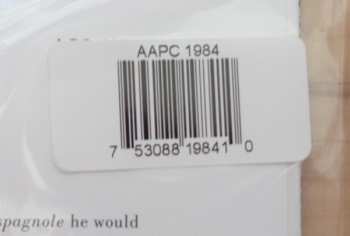 AAPC 1984
7 53088 19841 0
spagnole he would